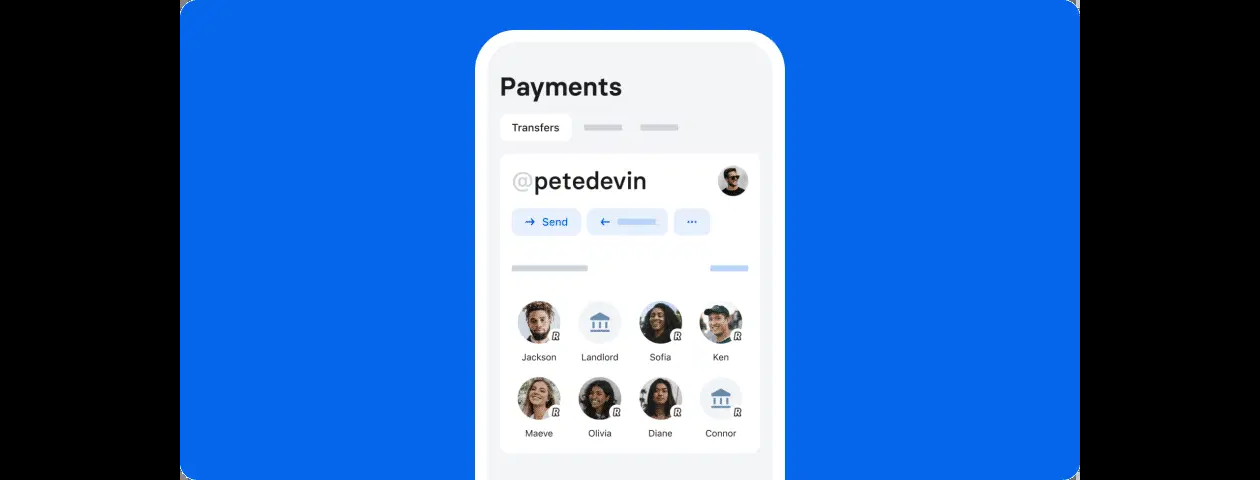 Payments
Transfers
@petedevin
→ Send
←
...
Jackson Landlord Sofia Ken
R R R
Maeve Olivia Diane Connor
R R R R